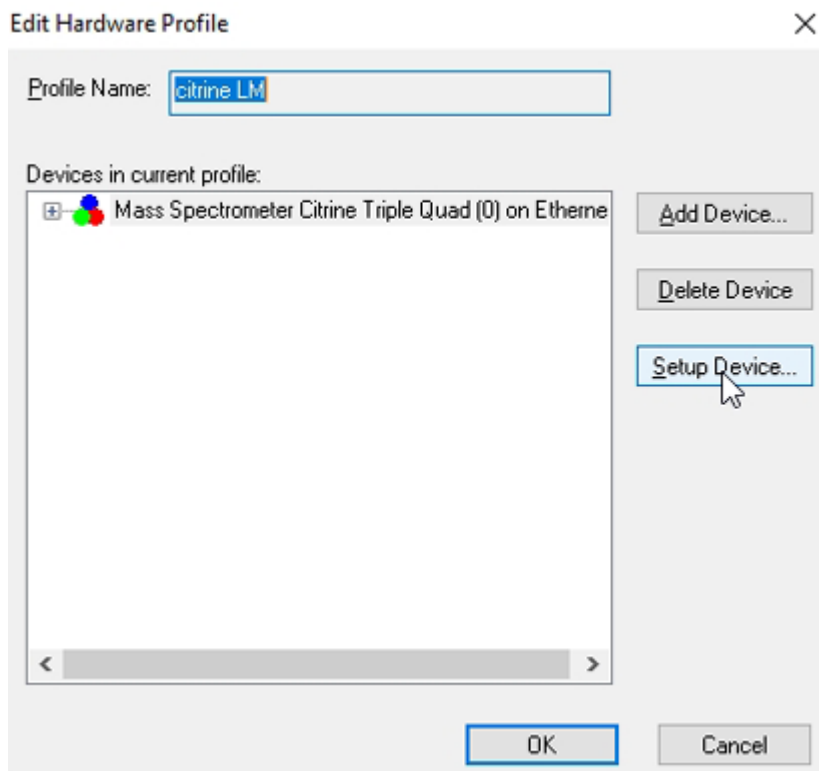 Edit Hardware Profile
Profile Name: citrine LM
Devices in current profile:
Mass Spectrometer Citrine Triple Quad (0) on Etherne
Add Device...
Delete Device
Setup Device...
OK Cancel